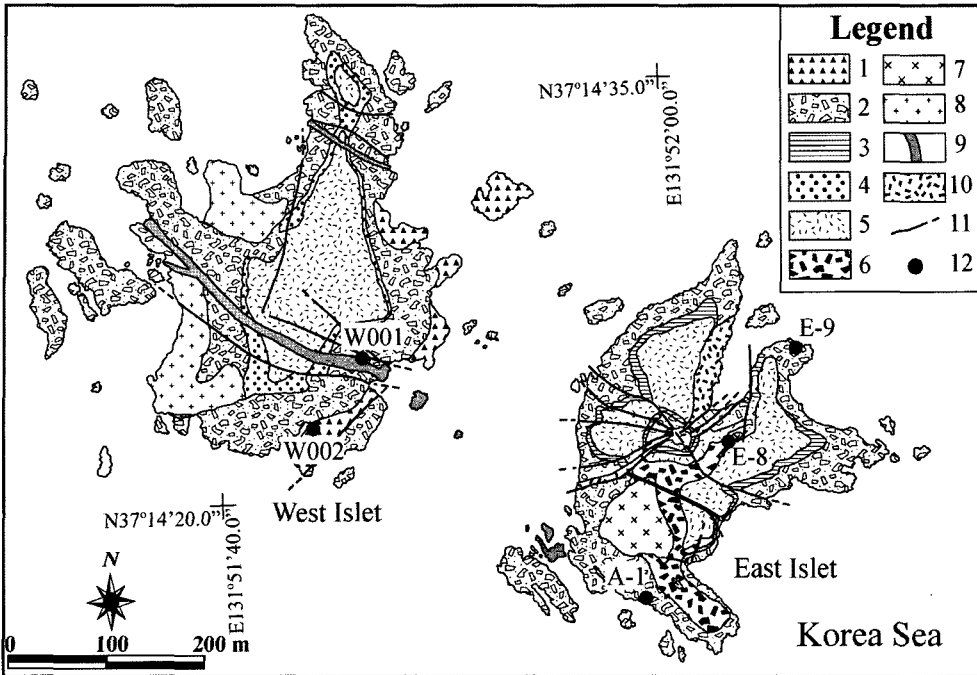 Legend
1
2
3
4
5
6
7
8
9
10
11
12
N37°14'35.0"
E131°52'00.0"
W001
W002
E-9
E-8
A-1
West Islet
East Islet
N37°14'20.0"
E131°51'40.0"
N
0 100 200 m
Korea Sea